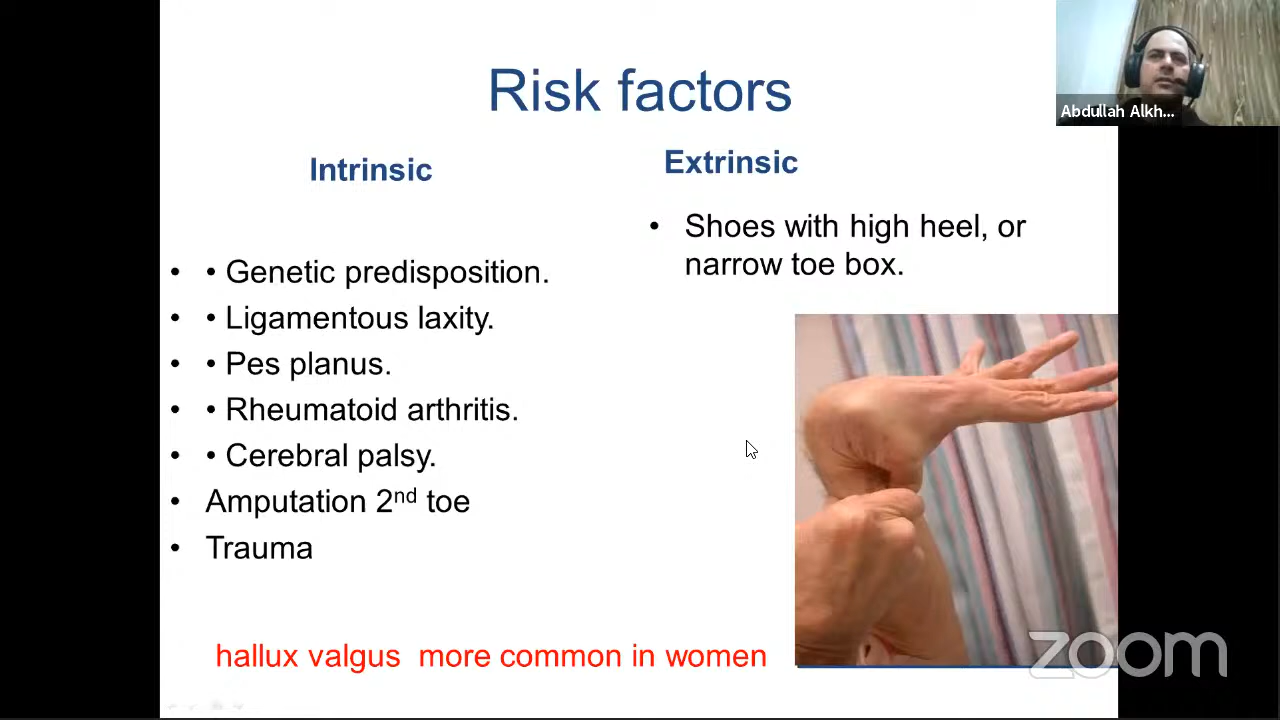 Risk factors
Intrinsic
• • Genetic predisposition.
• • Ligamentous laxity.
• • Pes planus.
• • Rheumatoid arthritis.
• • Cerebral palsy.
• Amputation 2nd toe
• Trauma
Extrinsic
• Shoes with high heel, or
narrow toe box.
hallux valgus more common in women
Abdullah Alkh...
zoom